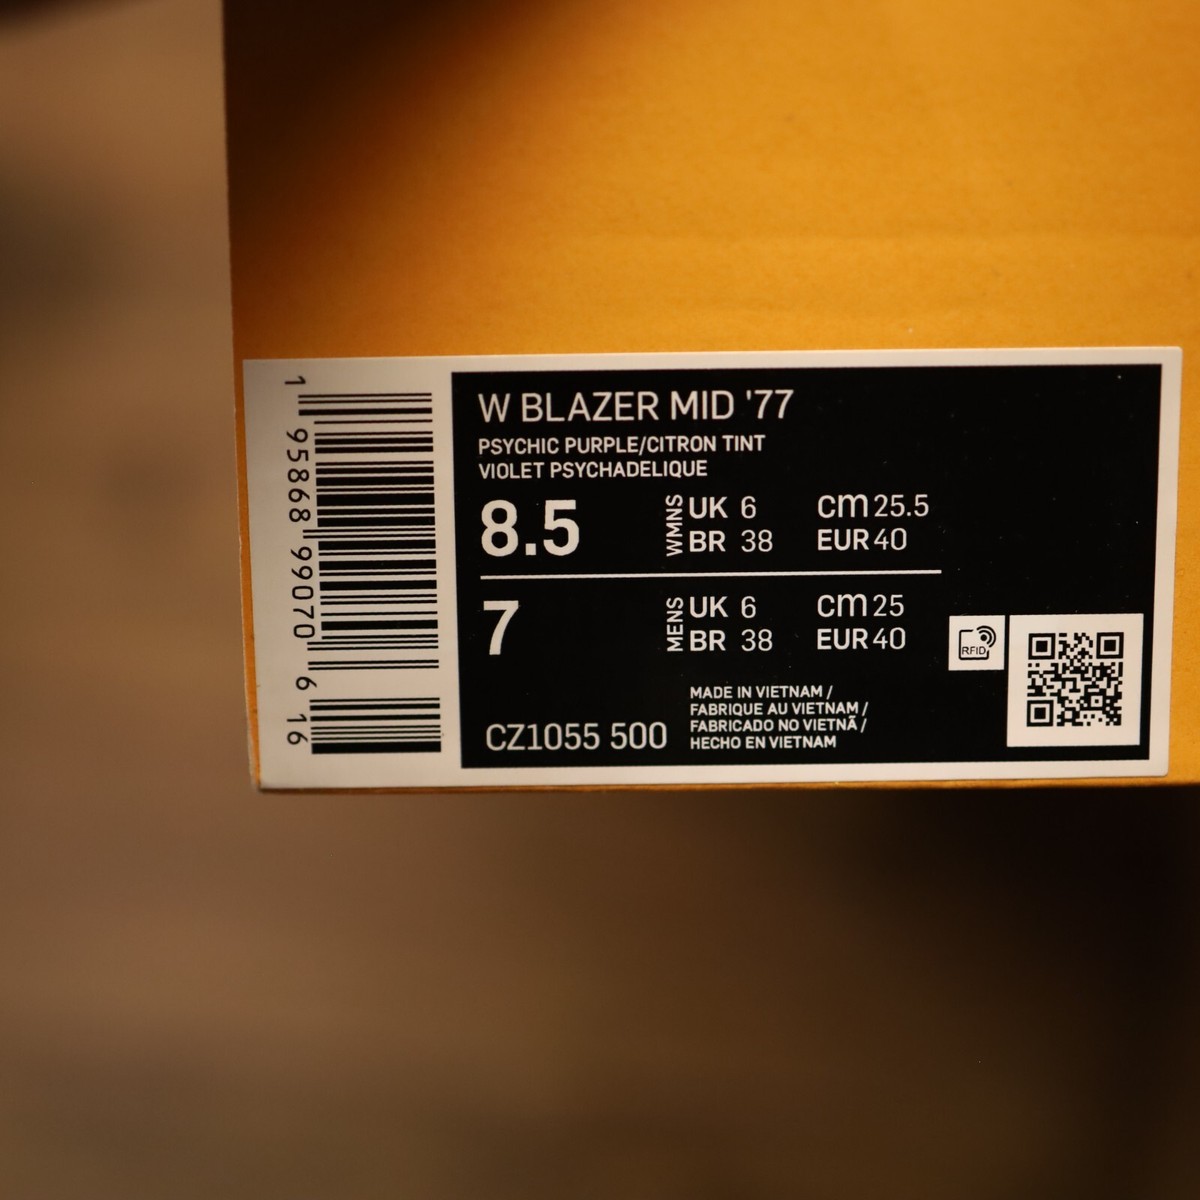 W BLAZER MID '77
PSYCHIC PURPLE/CITRON TINT
VIOLET PSYCHADELIQUE
8.5 WMNS UK 6 cm 25.5
BR 38 EUR 40
7 MENS UK 6 cm 25
BR 38 EUR 40
RFID
MADE IN VIETNAM /
FABRIQUE AU VIETNAM /
FABRICADO NO VIETNÃ /
HECHO EN VIETNAM
CZ1055 500
1 95868 99070 6 16